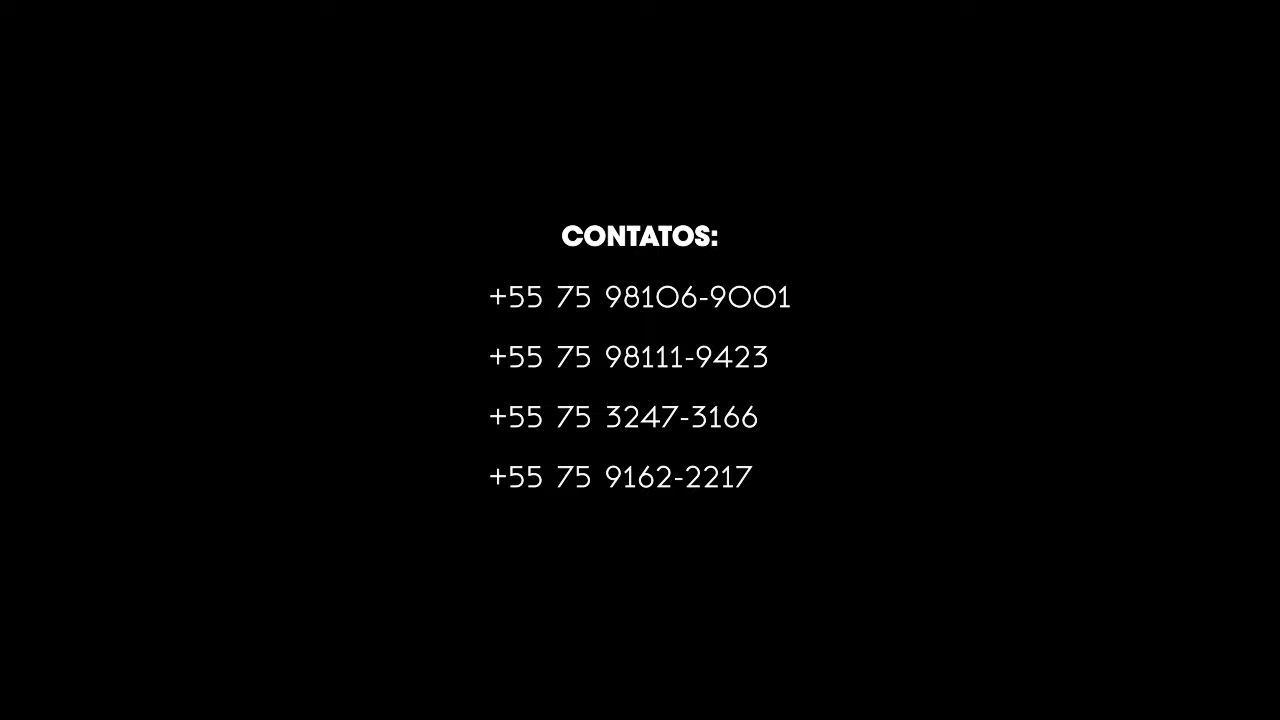 CONTATOS:
+55 75 98106-9001
+55 75 98111-9423
+55 75 3247-3166
+55 75 9162-2217